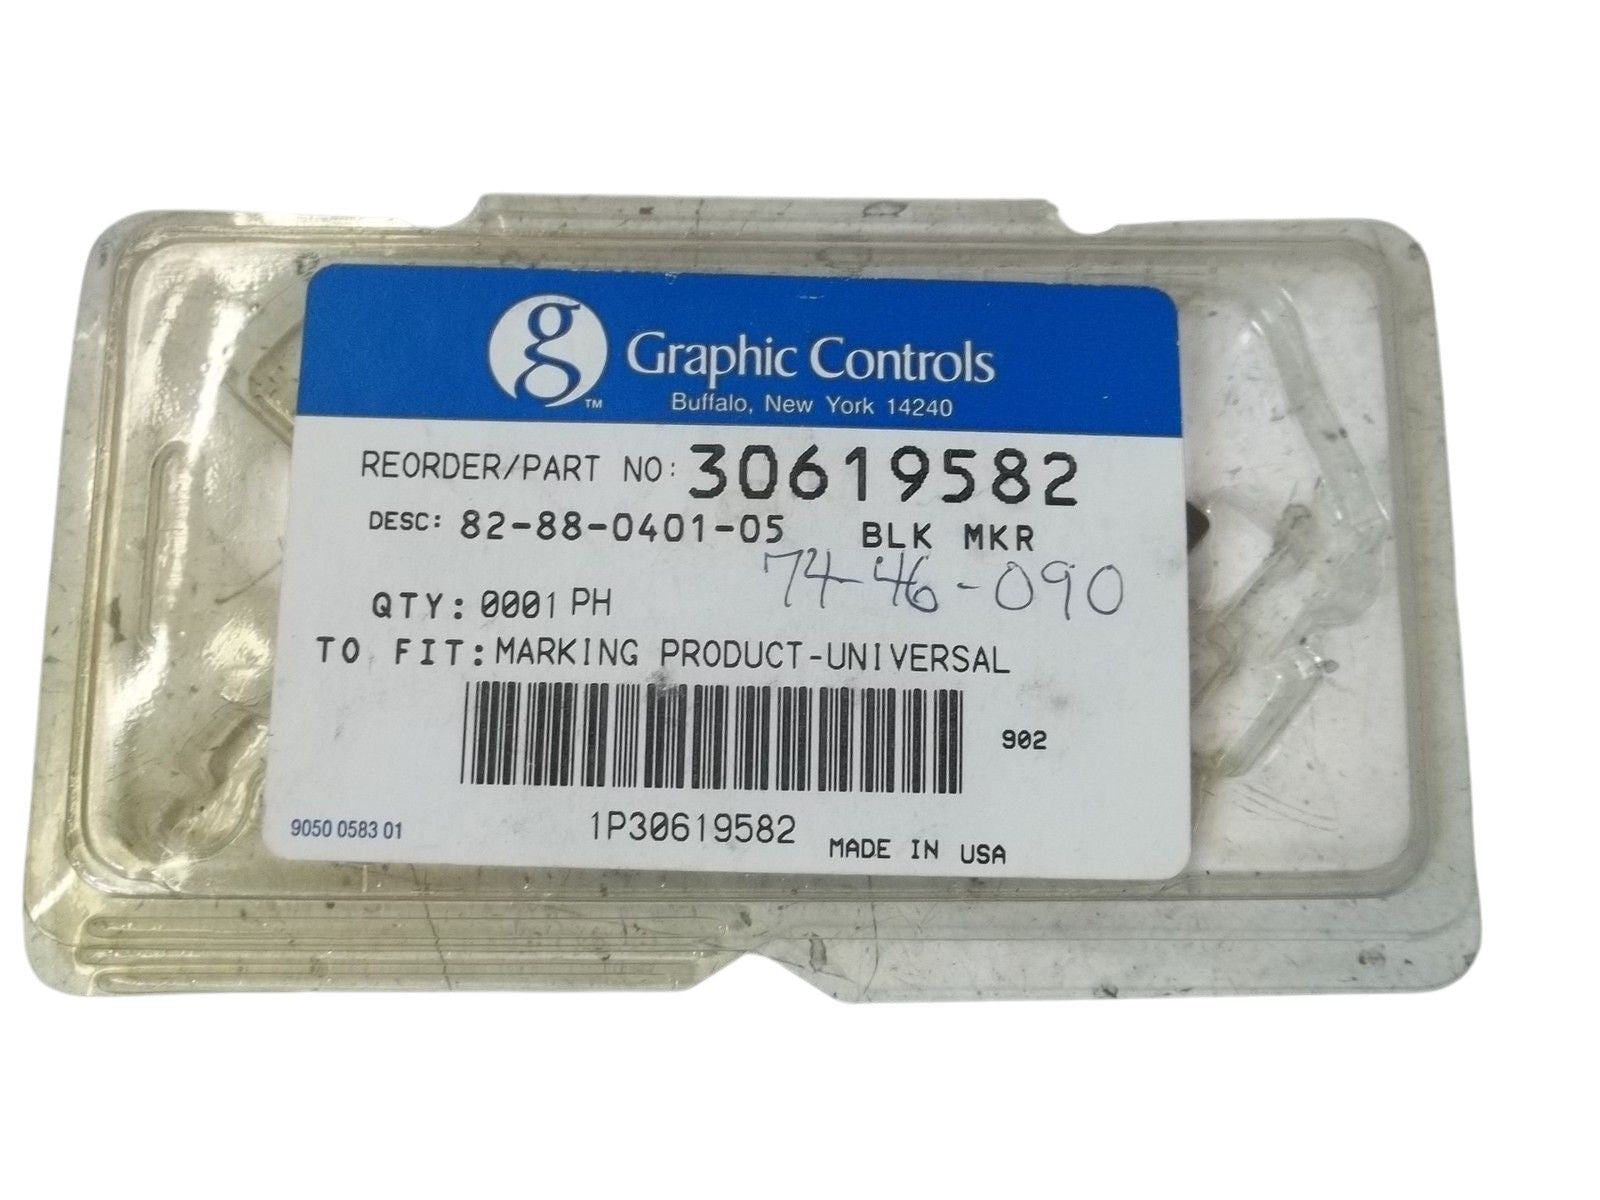 g™ Graphic Controls
Buffalo, New York 14240
REORDER/PART NO: 30619582
DESC: 82-88-0401-05 BLK MKR
74-46-090
QTY: 0001 PH
TO FIT: MARKING PRODUCT-UNIVERSAL
902
9050 0583 01
1P30619582
MADE IN USA